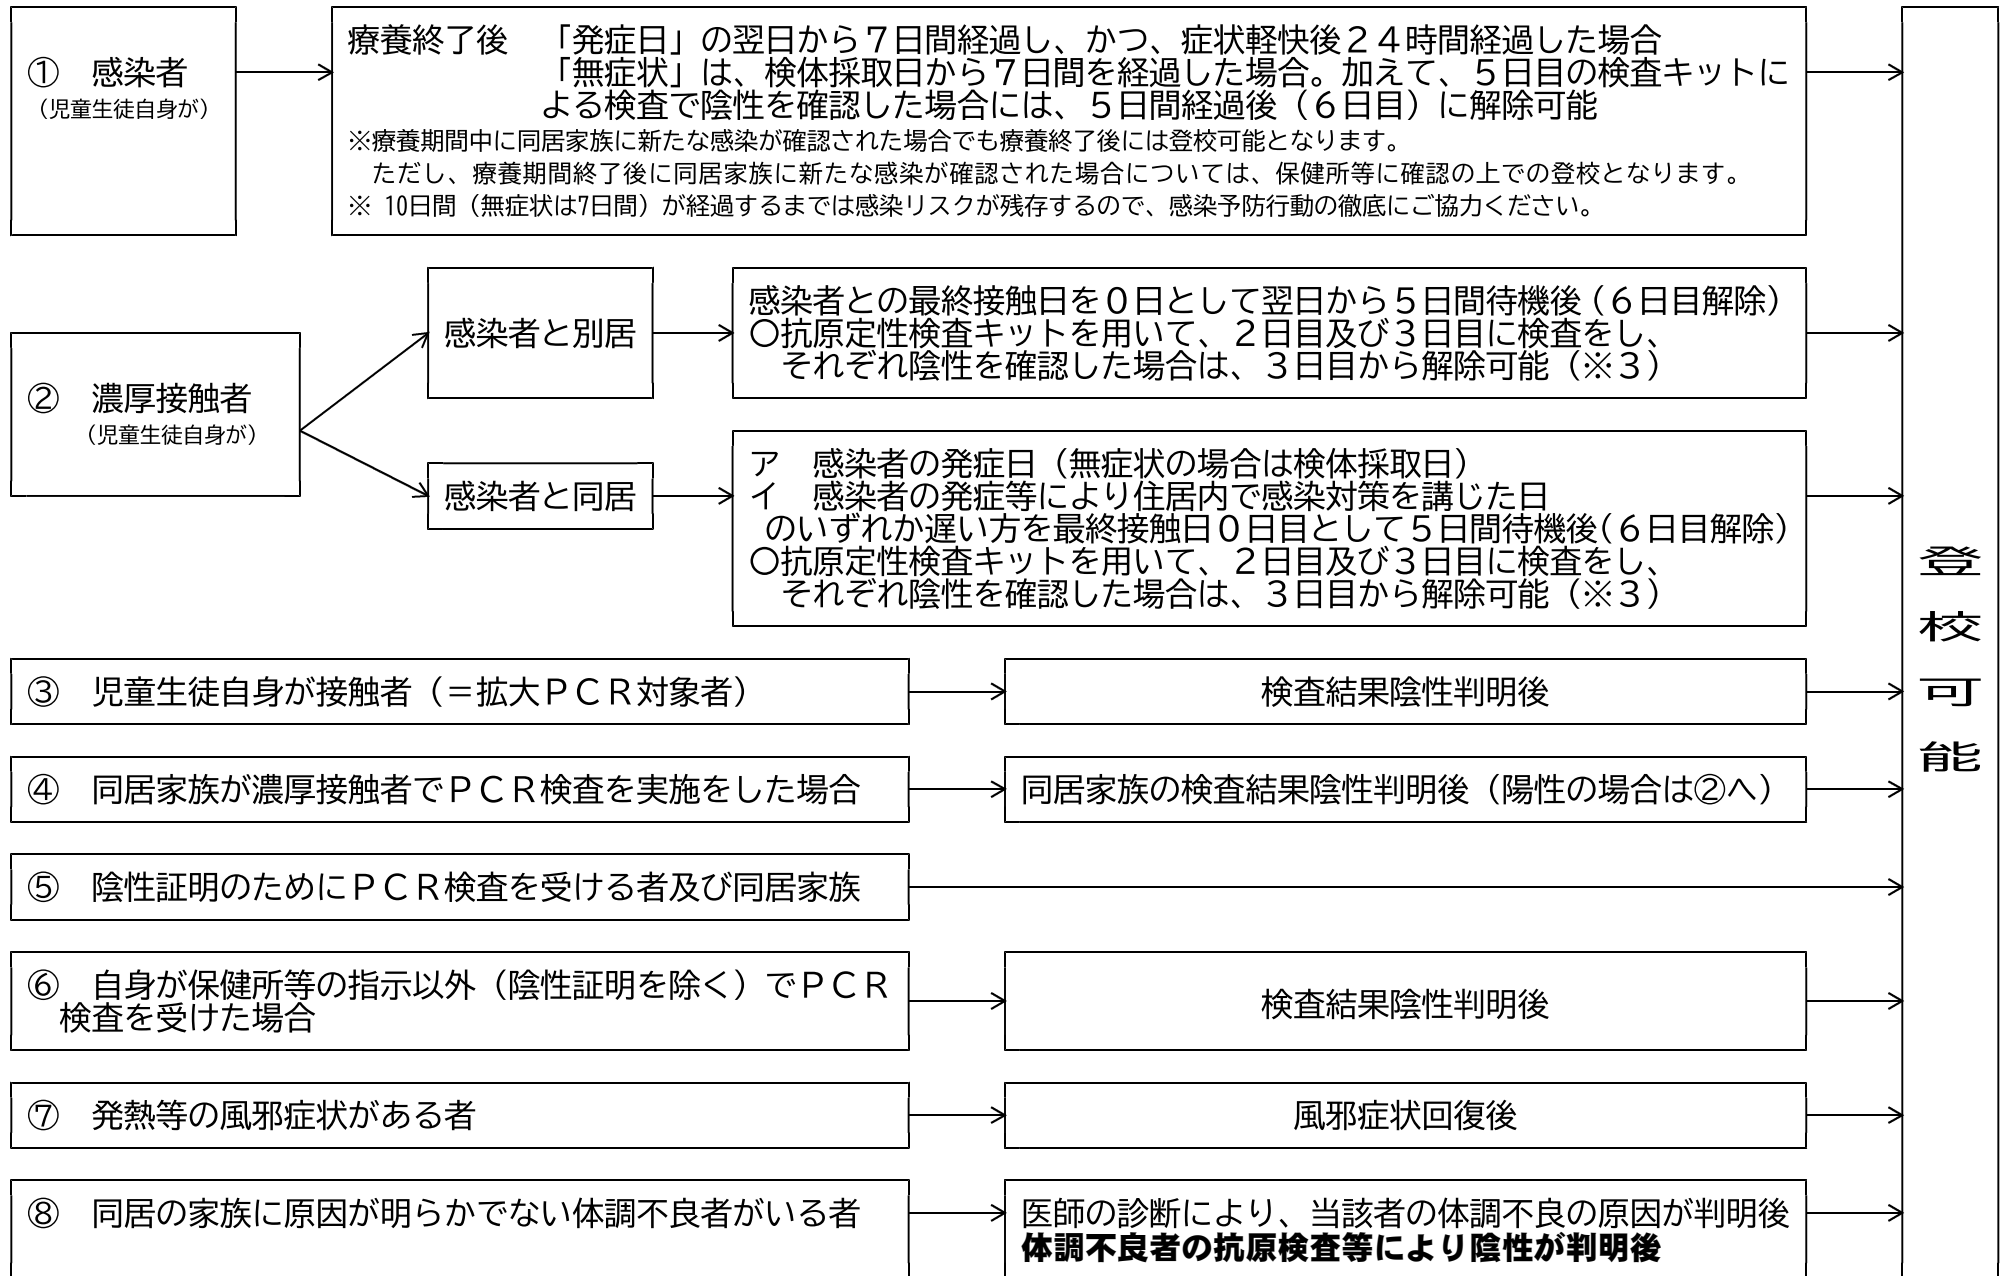 ①　感染者
（児童生徒自身が）
療養終了後　「発症日」の翌日から７日間経過し、かつ、症状軽快後２４時間経過した場合
「無症状」は、検体採取日から７日間を経過した場合。加えて、５日目の検査キットに
よる検査で陰性を確認した場合には、５日間経過後（６日目）に解除可能
※療養期間中に同居家族に新たな感染が確認された場合でも療養終了後には登校可能となります。
ただし、療養期間終了後に同居家族に新たな感染が確認された場合については、保健所等に確認の上での登校となります。
※ 10日間（無症状は7日間）が経過するまでは感染リスクが残存するので、感染予防行動の徹底にご協力ください。
②　濃厚接触者
（児童生徒自身が）
感染者と別居
感染者との最終接触日を０日として翌日から５日間待機後（６日目解除）
〇抗原定性検査キットを用いて、２日目及び３日目に検査をし、
それぞれ陰性を確認した場合は、３日目から解除可能（※３）
感染者と同居
ア　感染者の発症日（無症状の場合は検体採取日）
イ　感染者の発症等により住居内で感染対策を講じた日
のいずれか遅い方を最終接触日０日目として５日間待機後（６日目解除）
〇抗原定性検査キットを用いて、２日目及び３日目に検査をし、
それぞれ陰性を確認した場合は、３日目から解除可能（※３）
③　児童生徒自身が接触者（＝拡大ＰＣＲ対象者）
検査結果陰性判明後
④　同居家族が濃厚接触者でＰＣＲ検査を実施をした場合
同居家族の検査結果陰性判明後（陽性の場合は②へ）
⑤　陰性証明のためにＰＣＲ検査を受ける者及び同居家族
⑥　自身が保健所等の指示以外（陰性証明を除く）でＰＣＲ
検査を受けた場合
検査結果陰性判明後
⑦　発熱等の風邪症状がある者
風邪症状回復後
⑧　同居の家族に原因が明らかでない体調不良者がいる者
医師の診断により、当該者の体調不良の原因が判明後
体調不良者の抗原検査等により陰性が判明後
登校可能